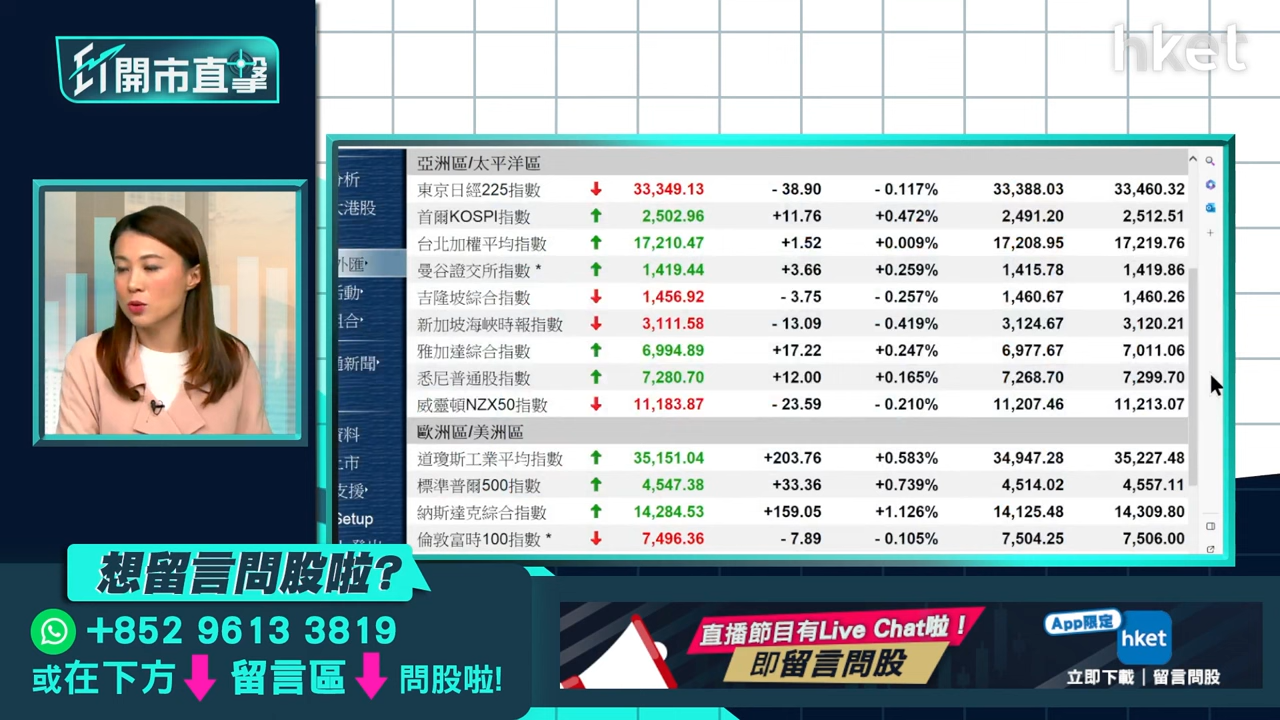 ET開市直擊
hket
亞洲區/太平洋區
東京日經225指數 33,349.13 - 38.90 - 0.117% 33,388.03 33,460.32
首爾KOSPI指數 2,502.96 +11.76 +0.472% 2,491.20 2,512.51
台北加權平均指數 17,210.47 +1.52 +0.009% 17,208.95 17,219.76
曼谷證交所指數 * 1,419.44 +3.66 +0.259% 1,415.78 1,419.86
吉隆坡綜合指數 1,456.92 - 3.75 - 0.257% 1,460.67 1,460.26
新加坡海峽時報指數 3,111.58 - 13.09 - 0.419% 3,124.67 3,120.21
雅加達綜合指數 6,994.89 +17.22 +0.247% 6,977.67 7,011.06
悉尼普通股指數 7,280.70 +12.00 +0.165% 7,268.70 7,299.70
威靈頓NZX50指數 11,183.87 - 23.59 - 0.210% 11,207.46 11,213.07
歐洲區/美洲區
道瓊斯工業平均指數 35,151.04 +203.76 +0.583% 34,947.28 35,227.48
標準普爾500指數 4,547.38 +33.36 +0.739% 4,514.02 4,557.11
納斯達克綜合指數 14,284.53 +159.05 +1.126% 14,125.48 14,309.80
倫敦富時100指數 * 7,496.36 - 7.89 - 0.105% 7,504.25 7,506.00
分析
大港股
外匯
活動
組合
通新聞
資料
上市
支援
Setup
想留言問股啦?
+852 9613 3819
或在下方 留言區 問股啦!
直播節目有Live Chat啦!
即留言問股
App限定
hket
立即下載|留言問股